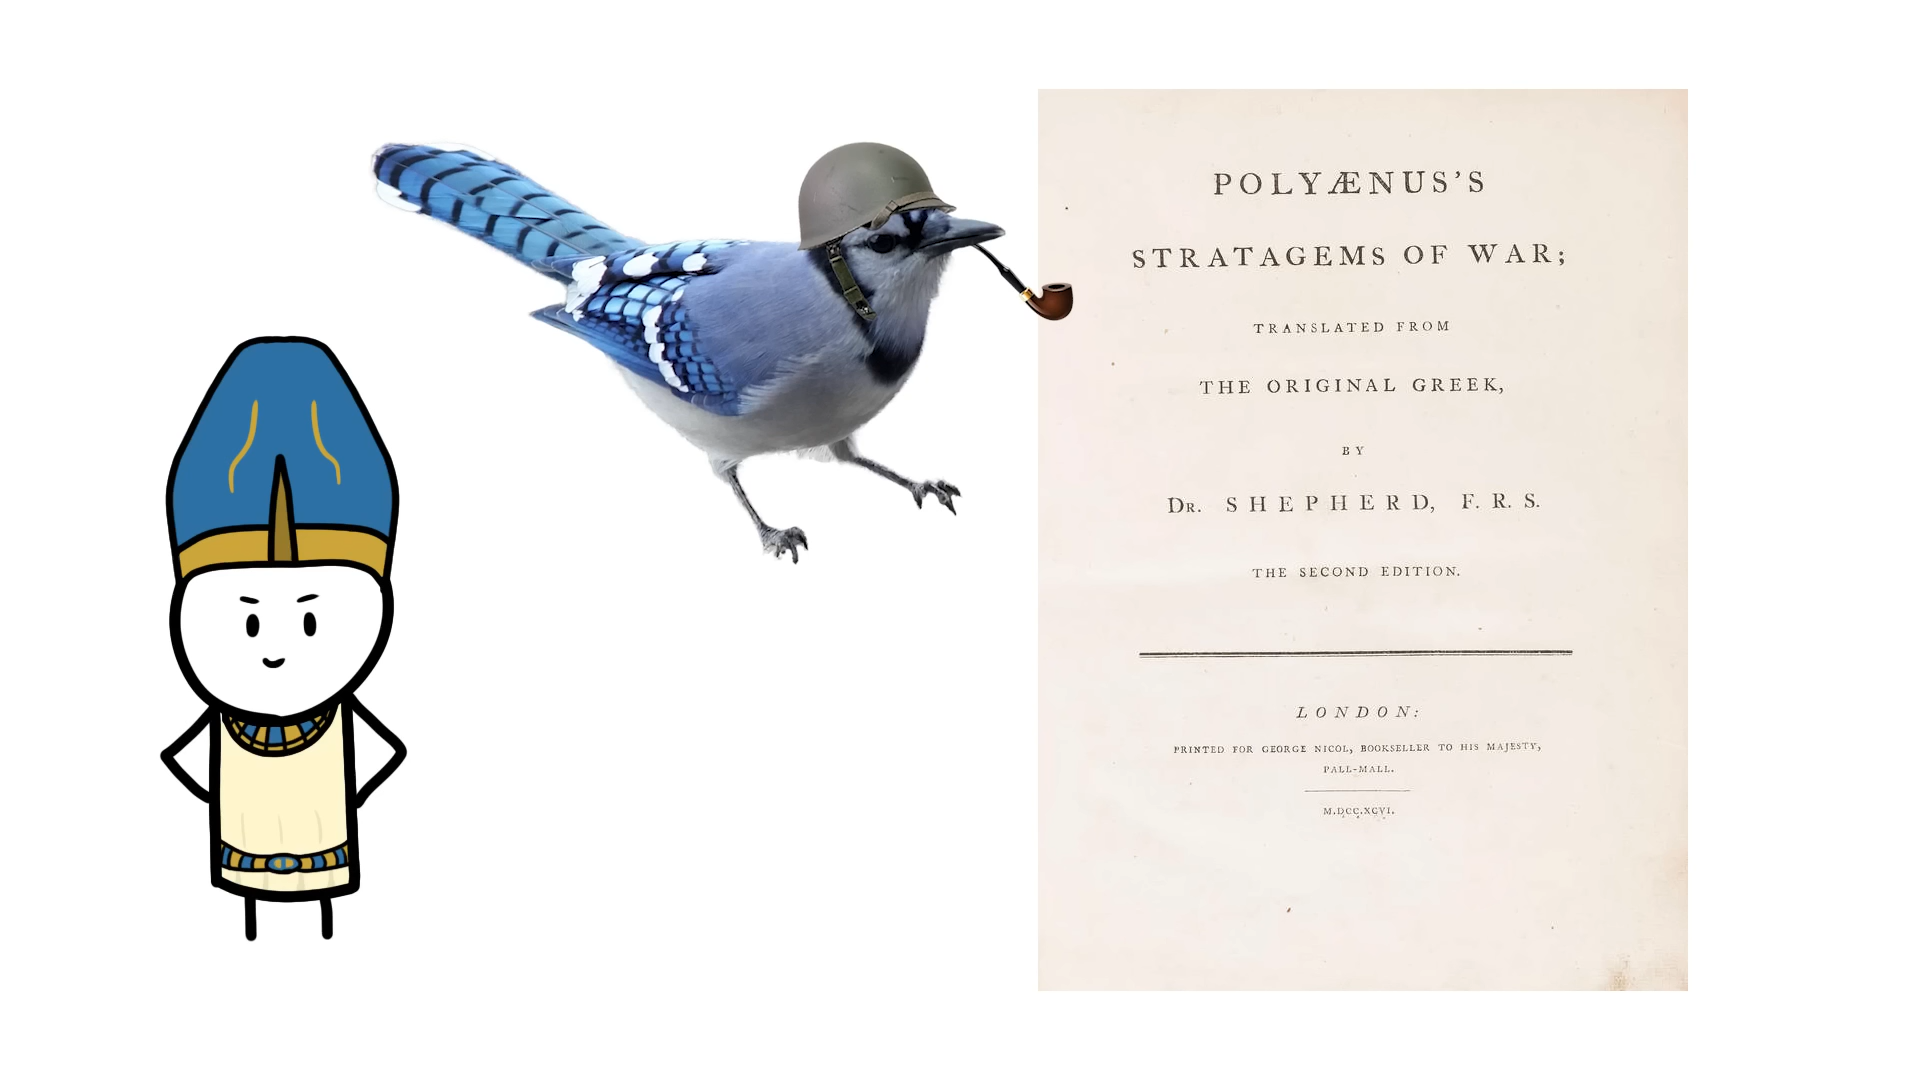 POLYÆNUS'S
STRATAGEMS OF WAR;
TRANSLATED FROM
THE ORIGINAL GREEK,
BY
DR. SHEPHERD, F. R. S.
THE SECOND EDITION.
LONDON:
PRINTED FOR GEORGE NICOL, BOOKSELLER TO HIS MAJESTY,
PALL-MALL.
M.DCC.XCVI.